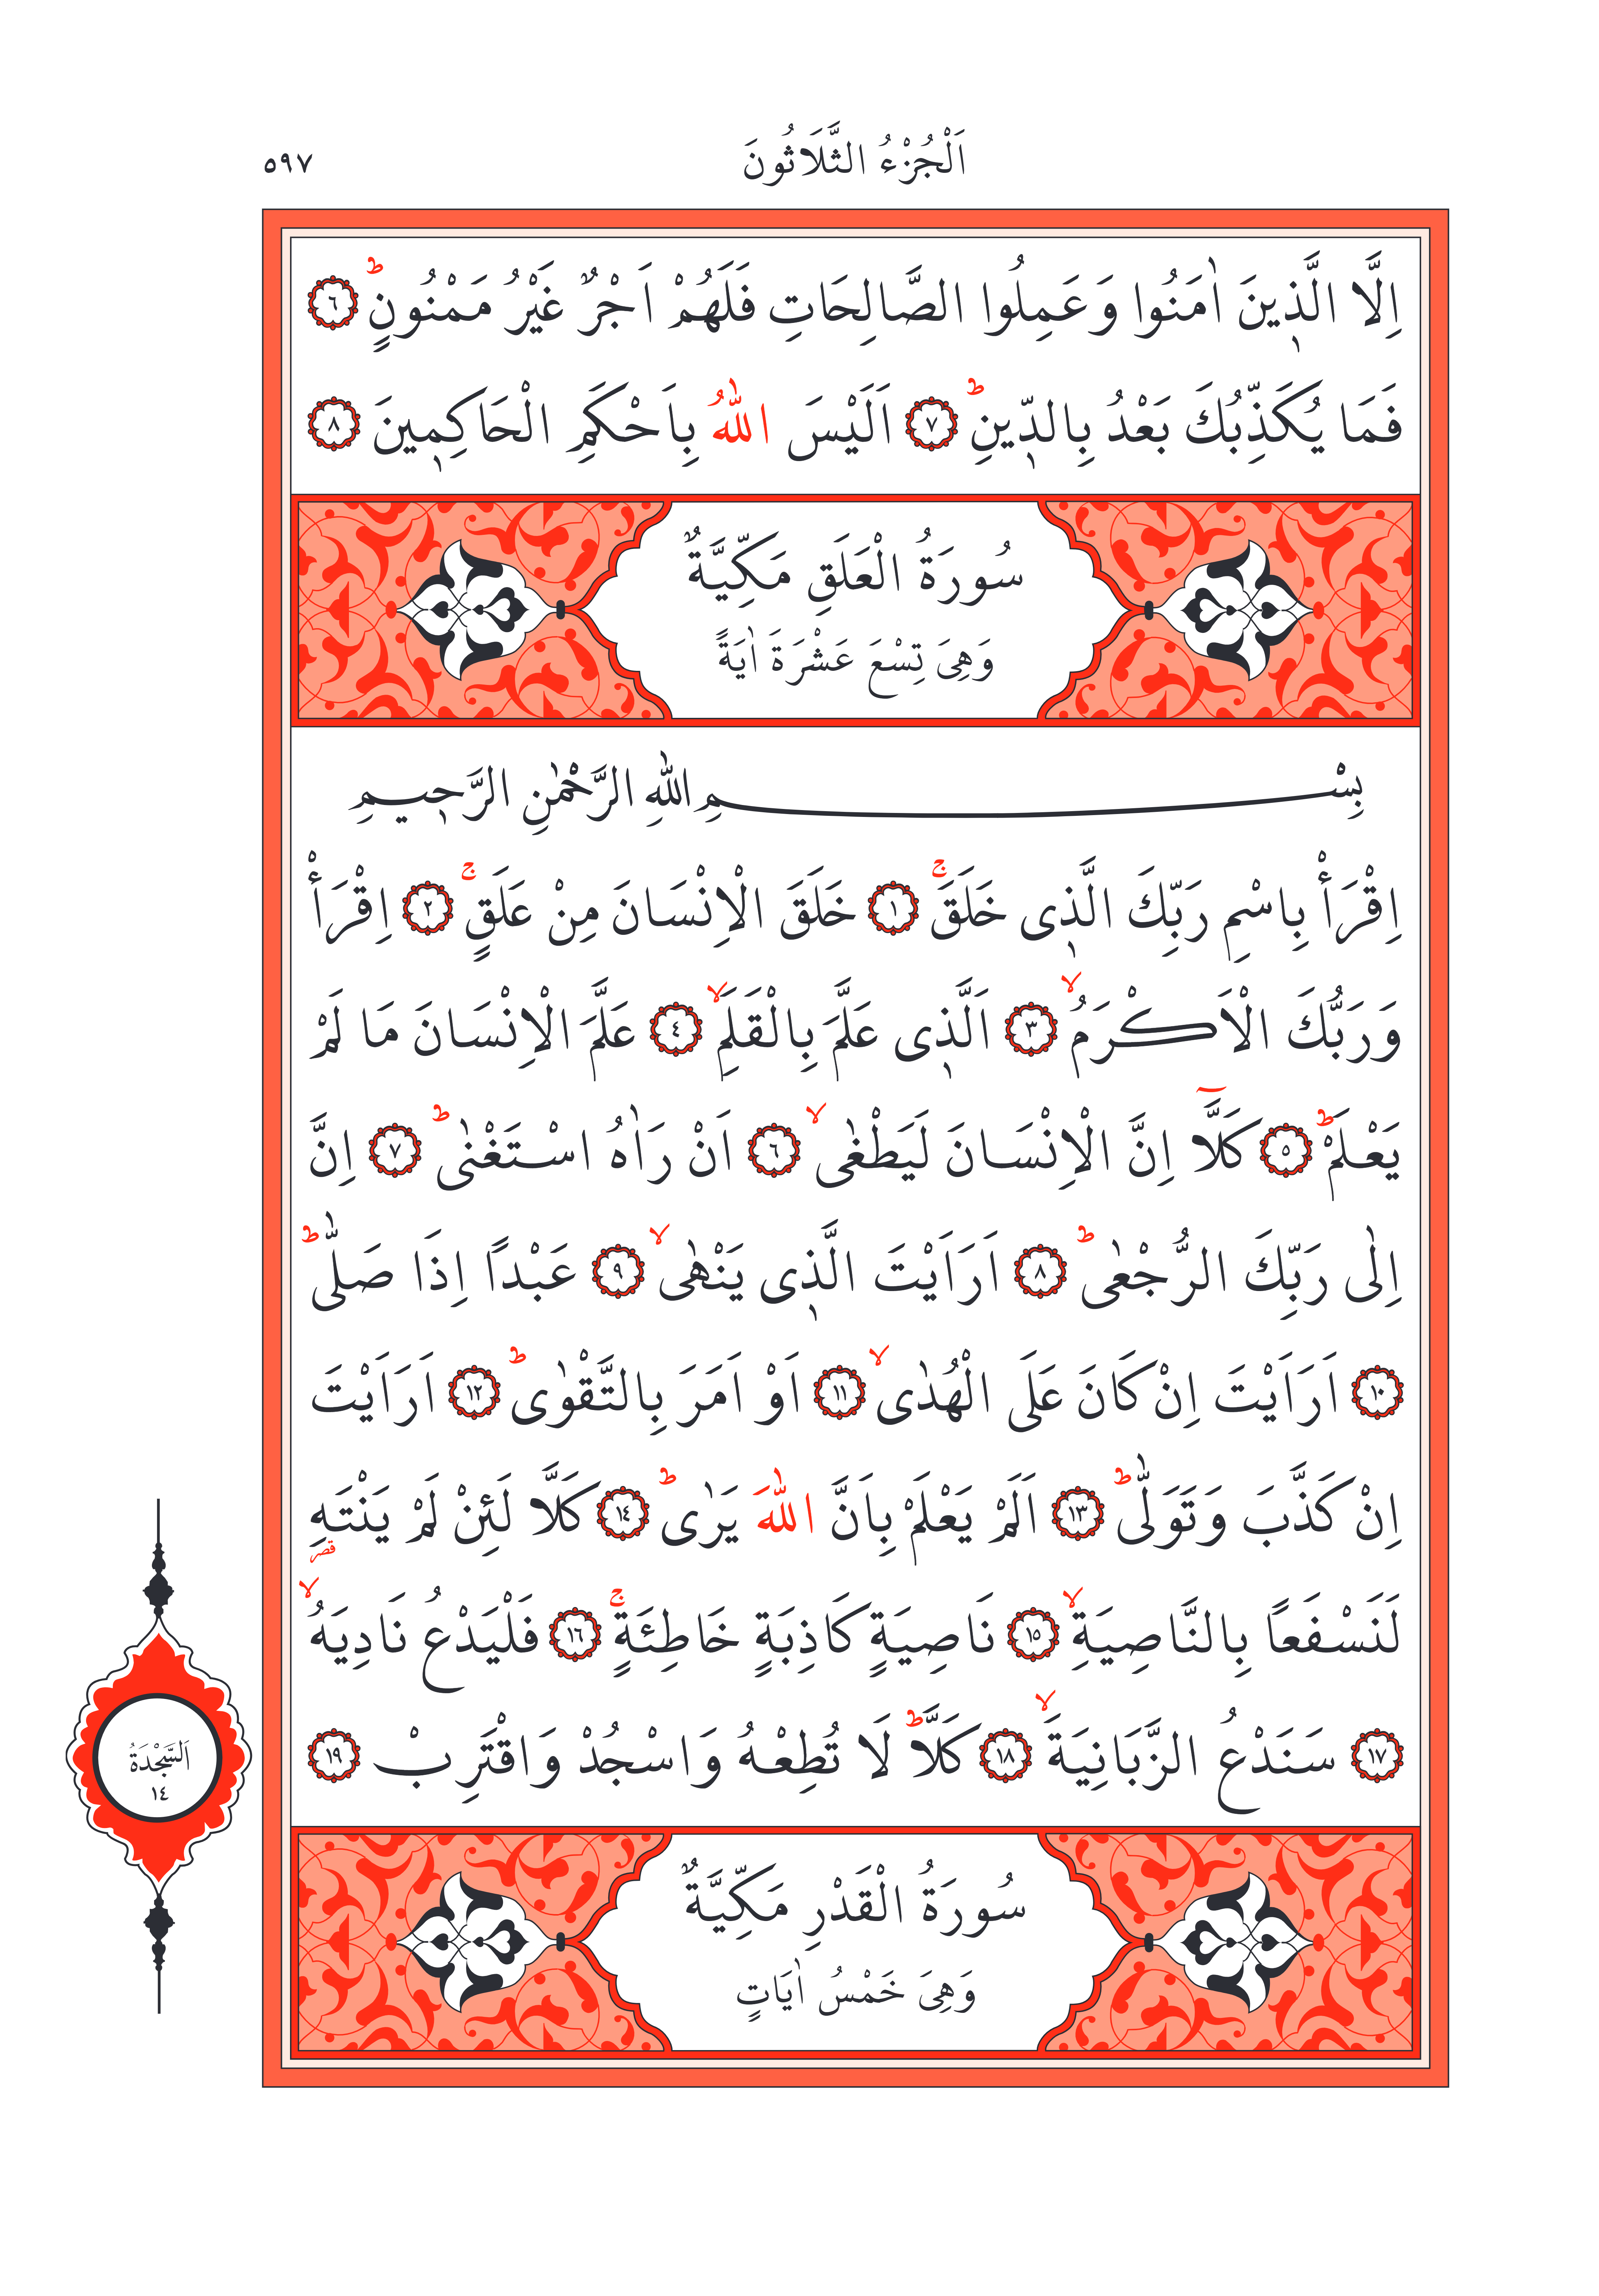 اَلْجُزْءُ الثَّلَاثُونَ ٥٩٧
اِلَّا الَّذ۪ينَ اٰمَنُوا وَعَمِلُوا الصَّالِحَاتِ فَلَهُمْ اَجْرٌ غَيْرُ مَمْنُونٍۜ ٦
فَمَا يُكَذِّبُكَ بَعْدُ بِالدّ۪ينِۜ ٧ اَلَيْسَ اللّٰهُ بِاَحْكَمِ الْحَاكِم۪ينَ ٨
سُورَةُ الْعَلَقِ مَكِّيَّةٌ
وَهِىَ تِسْعَ عَشْرَةَ اٰيَةً
بِسْمِ اللّٰهِ الرَّحْمٰنِ الرَّح۪يمِ
اِقْرَأْ بِاسْمِ رَبِّكَ الَّذ۪ى خَلَقَۚ ١ خَلَقَ الْاِنْسَانَ مِنْ عَلَقٍۚ ٢ اِقْرَأْ
وَرَبُّكَ الْاَكْرَمُۙ ٣ اَلَّذ۪ى عَلَّمَ بِالْقَلَمِۙ ٤ عَلَّمَ الْاِنْسَانَ مَا لَمْ
يَعْلَمْۜ ٥ كَلَّٓا اِنَّ الْاِنْسَانَ لَيَطْغٰىۙ ٦ اَنْ رَاٰهُ اسْتَغْنٰىۜ ٧ اِنَّ
اِلٰى رَبِّكَ الرُّجْعٰىۜ ٨ اَرَاَيْتَ الَّذ۪ى يَنْهٰىۙ ٩ عَبْدًا اِذَا صَلّٰىۜ
١٠ اَرَاَيْتَ اِنْ كَانَ عَلَى الْهُدٰىۙ ١١ اَوْ اَمَرَ بِالتَّقْوٰىۜ ١٢ اَرَاَيْتَ
اِنْ كَذَّبَ وَتَوَلّٰىۜ ١٣ اَلَمْ يَعْلَمْ بِاَنَّ اللّٰهَ يَرٰىۜ ١٤ كَلَّا لَئِنْ لَمْ يَنْتَهِ
قصر
لَنَسْفَعًا بِالنَّاصِيَةِۙ ١٥ نَاصِيَةٍ كَاذِبَةٍ خَاطِئَةٍۚ ١٦ فَلْيَدْعُ نَادِيَهُۙ
١٧ سَنَدْعُ الزَّبَانِيَةَۙ ١٨ كَلَّاۜ لَا تُطِعْهُ وَاسْجُدْ وَاقْتَرِبْ ١٩
اَلسَّجْدَةُ
١٤
سُورَةُ الْقَدْرِ مَكِّيَّةٌ
وَهِىَ خَمْسُ اٰيَاتٍ